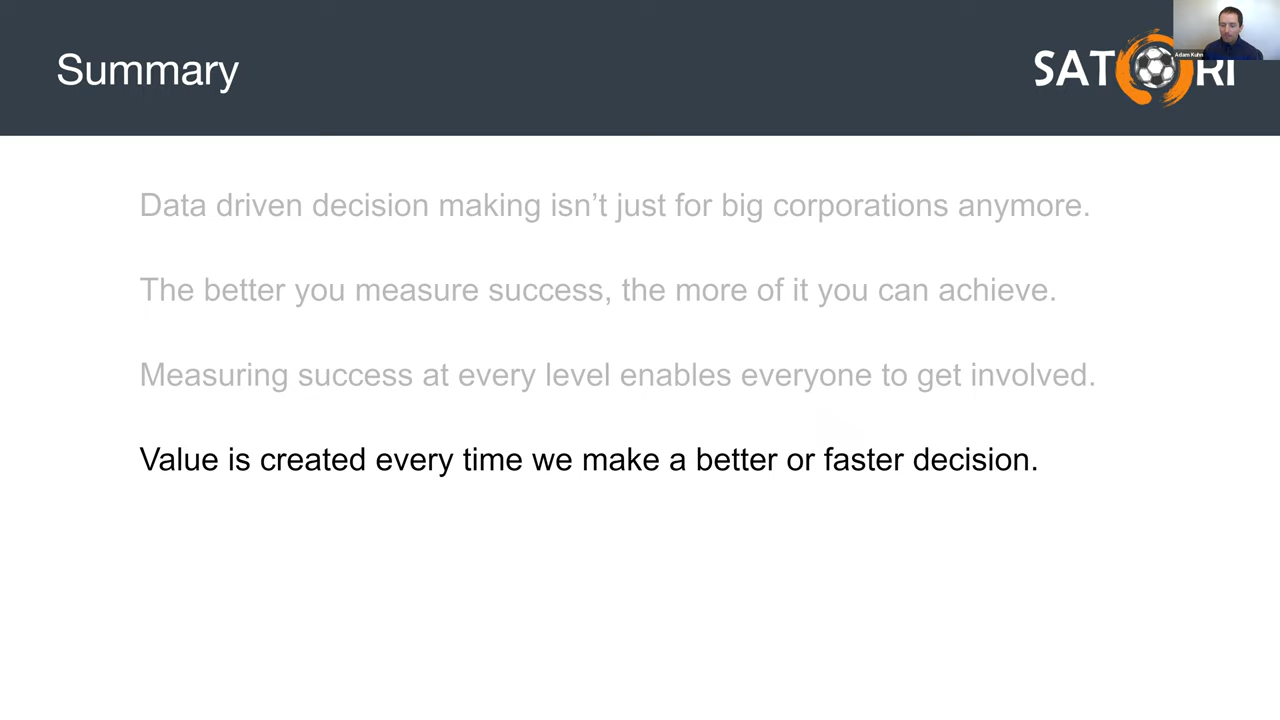 Summary
SATORI
Adam Kuhn
Data driven decision making isn’t just for big corporations anymore.
The better you measure success, the more of it you can achieve.
Measuring success at every level enables everyone to get involved.
Value is created every time we make a better or faster decision.